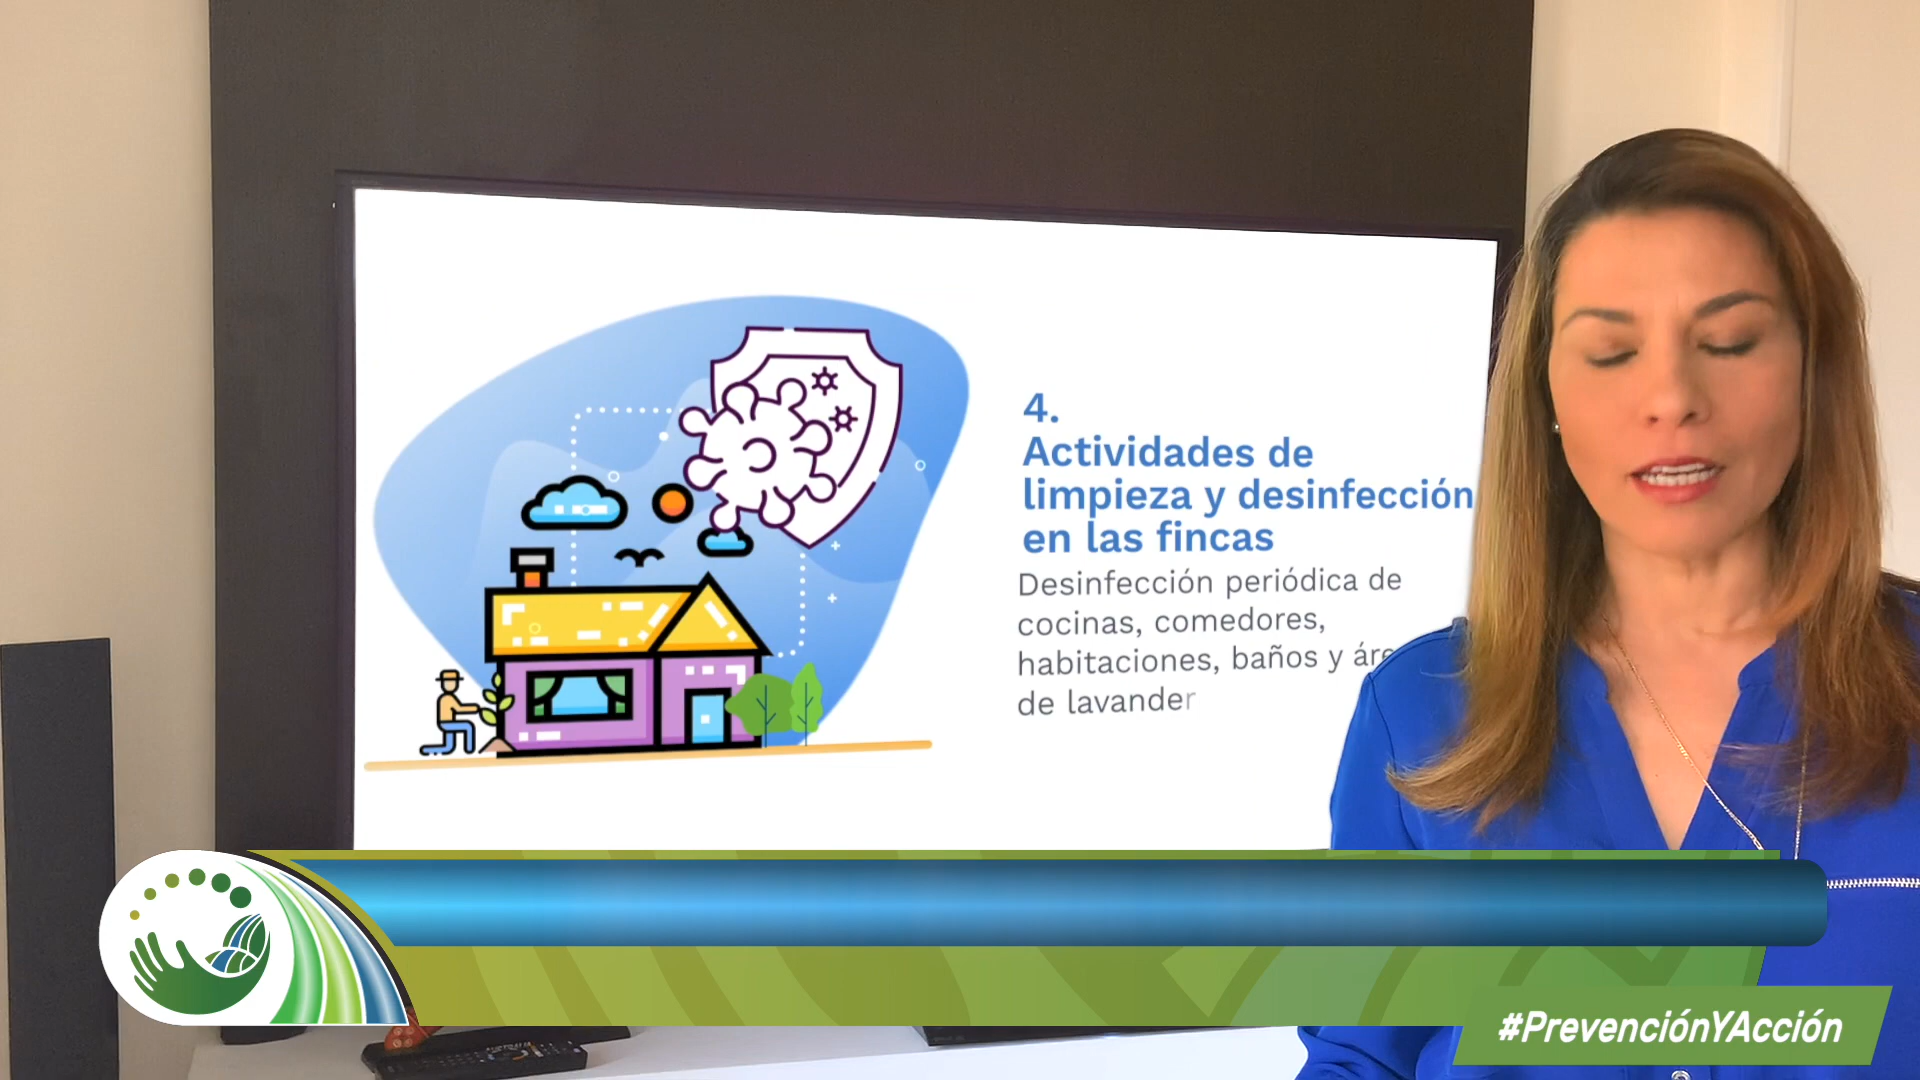 4.
Actividades de
limpieza y desinfección
en las fincas
Desinfección periódica de
cocinas, comedores,
habitaciones, baños y
de lavander
#PrevenciónYAcción